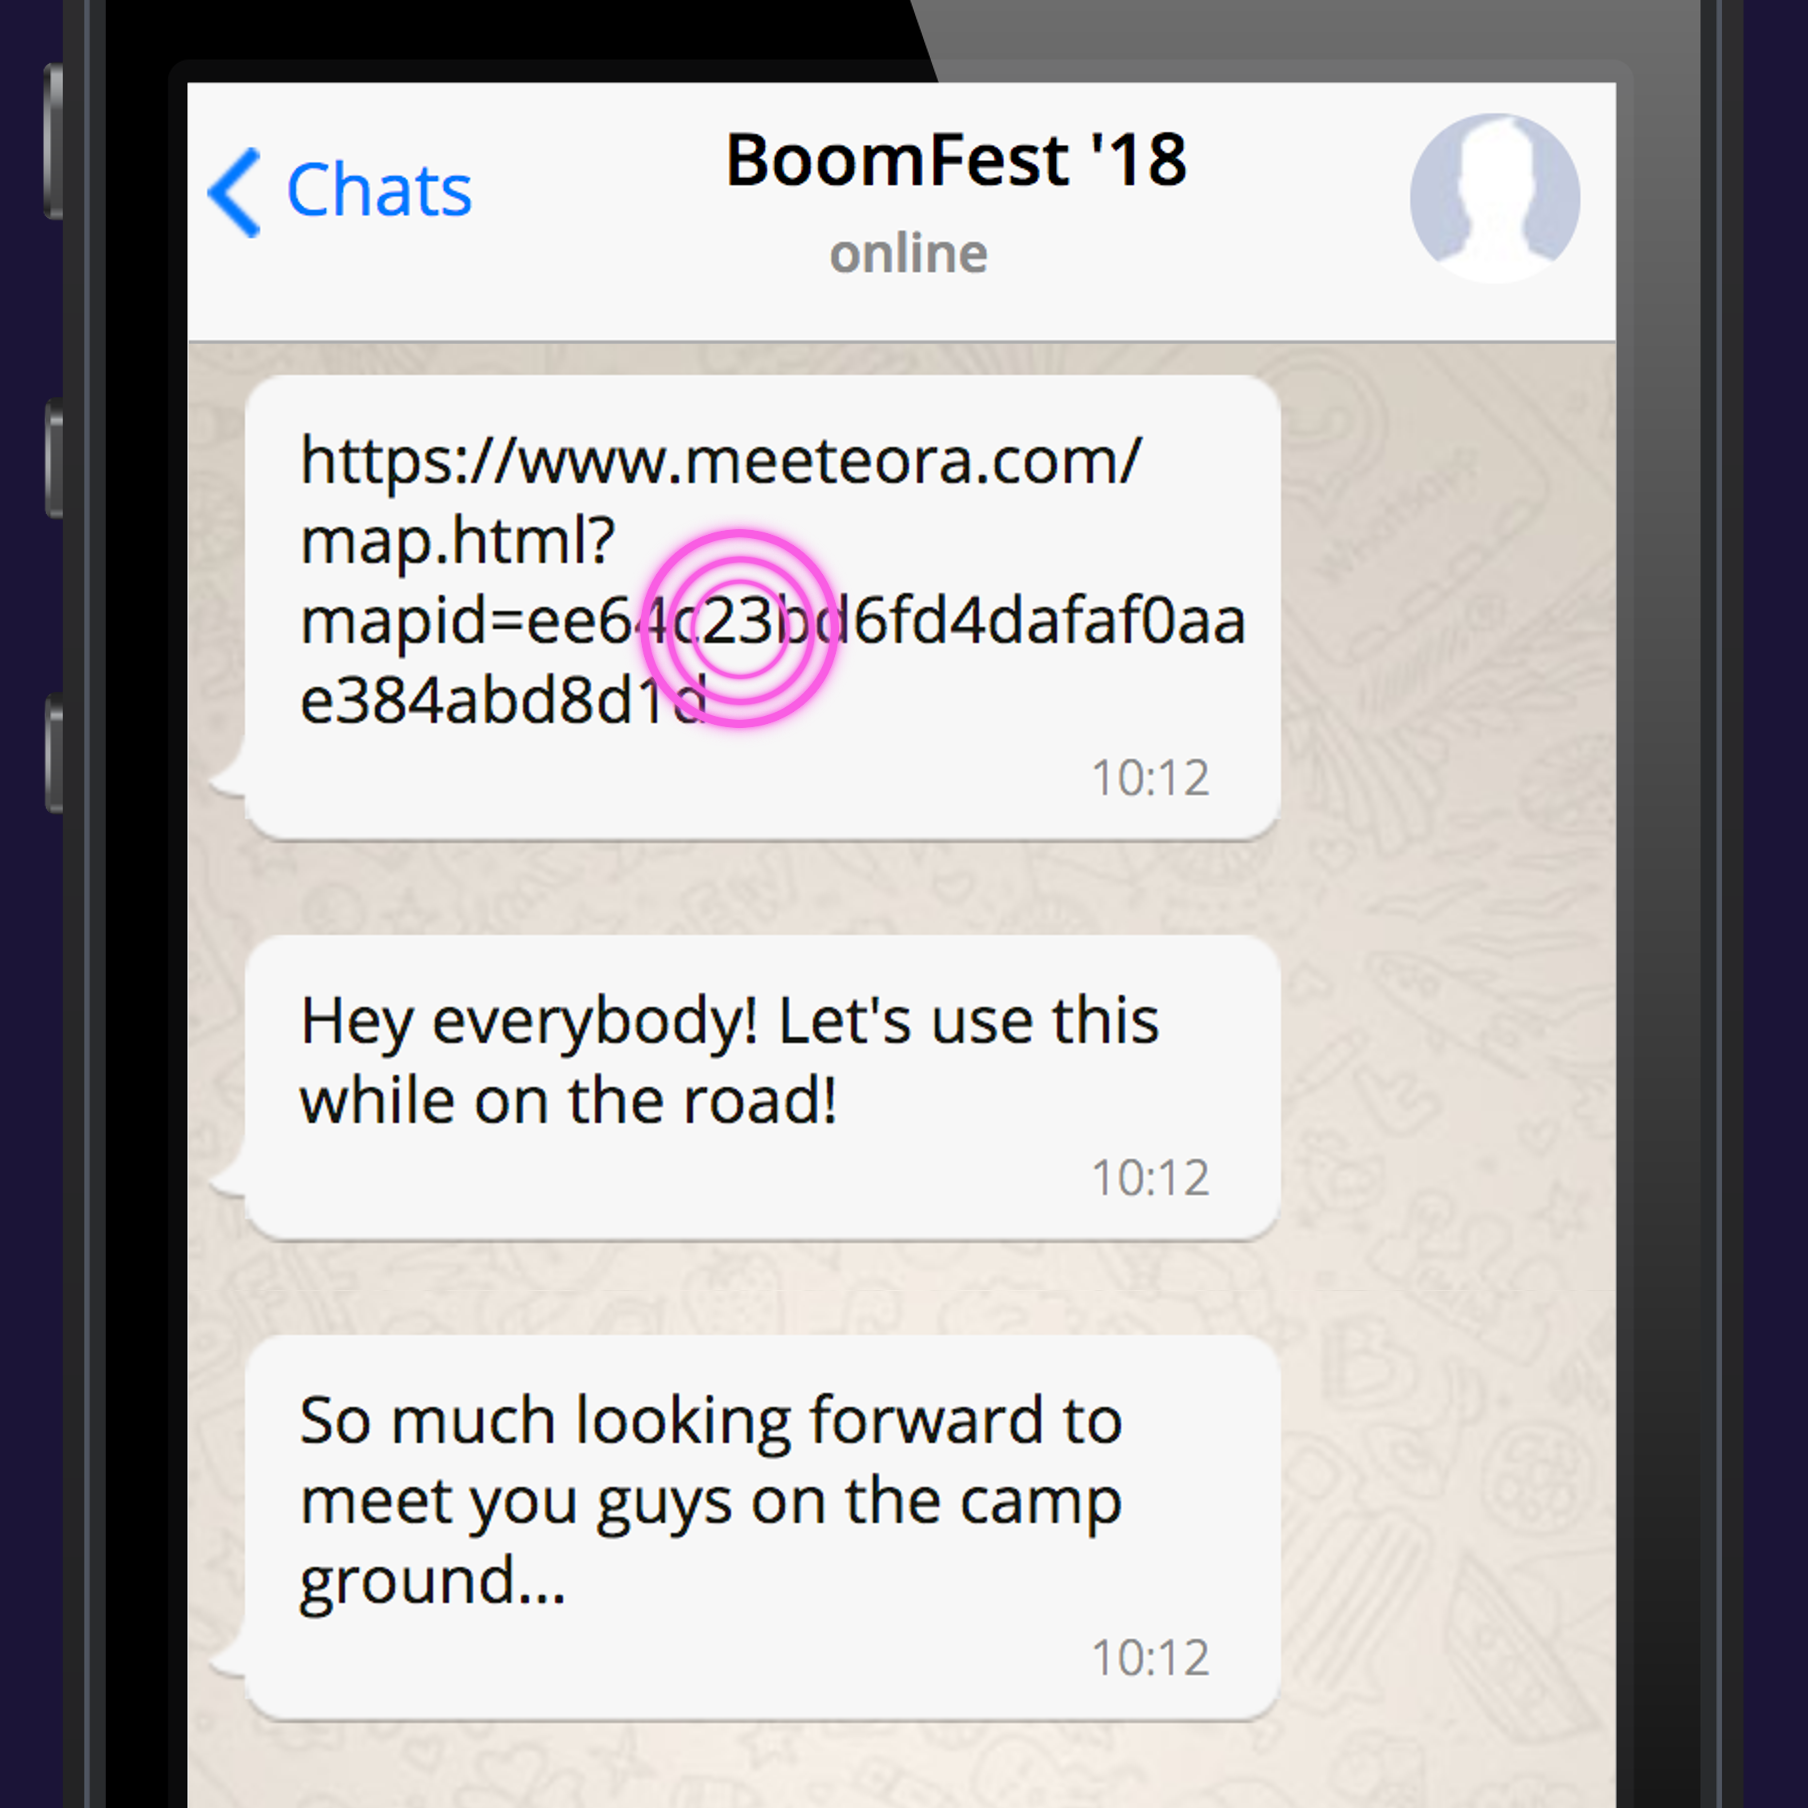 Chats
BoomFest '18
online
https://www.meeteora.com/
map.html?
mapid=ee64c23bd6fd4dafaf0aa
e384abd8d1d
10:12
Hey everybody! Let's use this
while on the road!
10:12
So much looking forward to
meet you guys on the camp
ground...
10:12